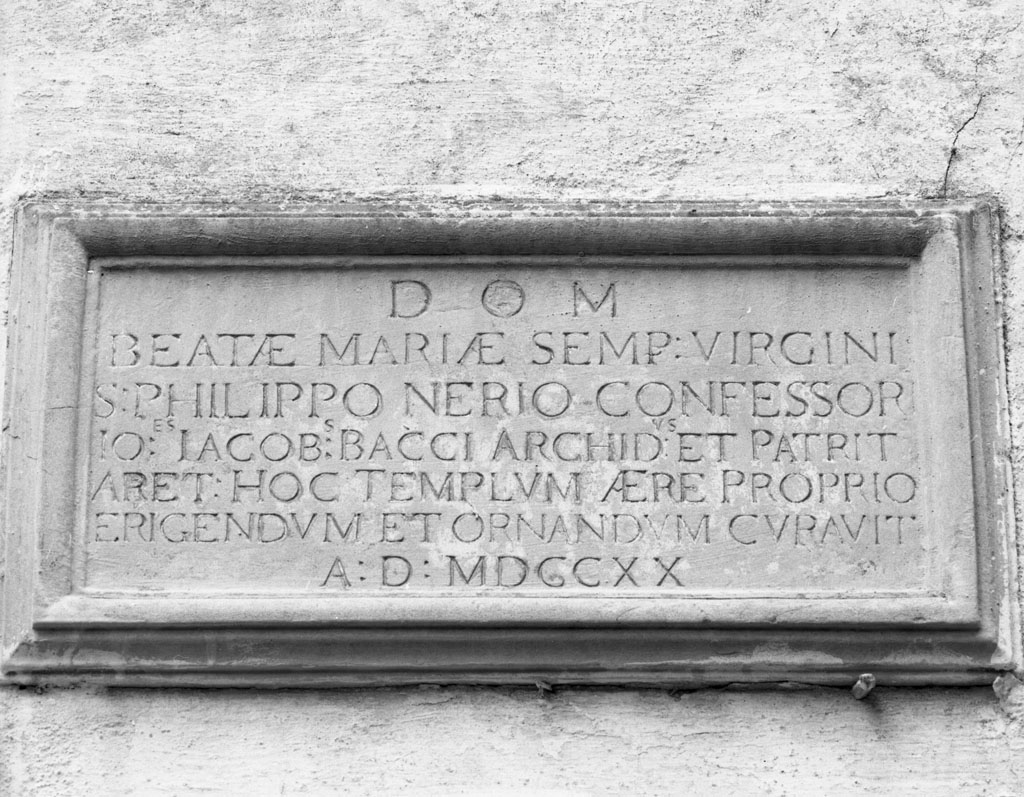 D O M
BEATÆ MARIÆ SEMP: VIRGINI
S: PHILIPPO NERIO CONFESSOR
IO:ES IACOB:S BACCI ARCHID:VS ET PATRIT
ARET: HOC TEMPLVM ÆRE PROPRIO
ERIGENDVM ET ORNANDVM CVRAVIT
A: D: MDCCXX